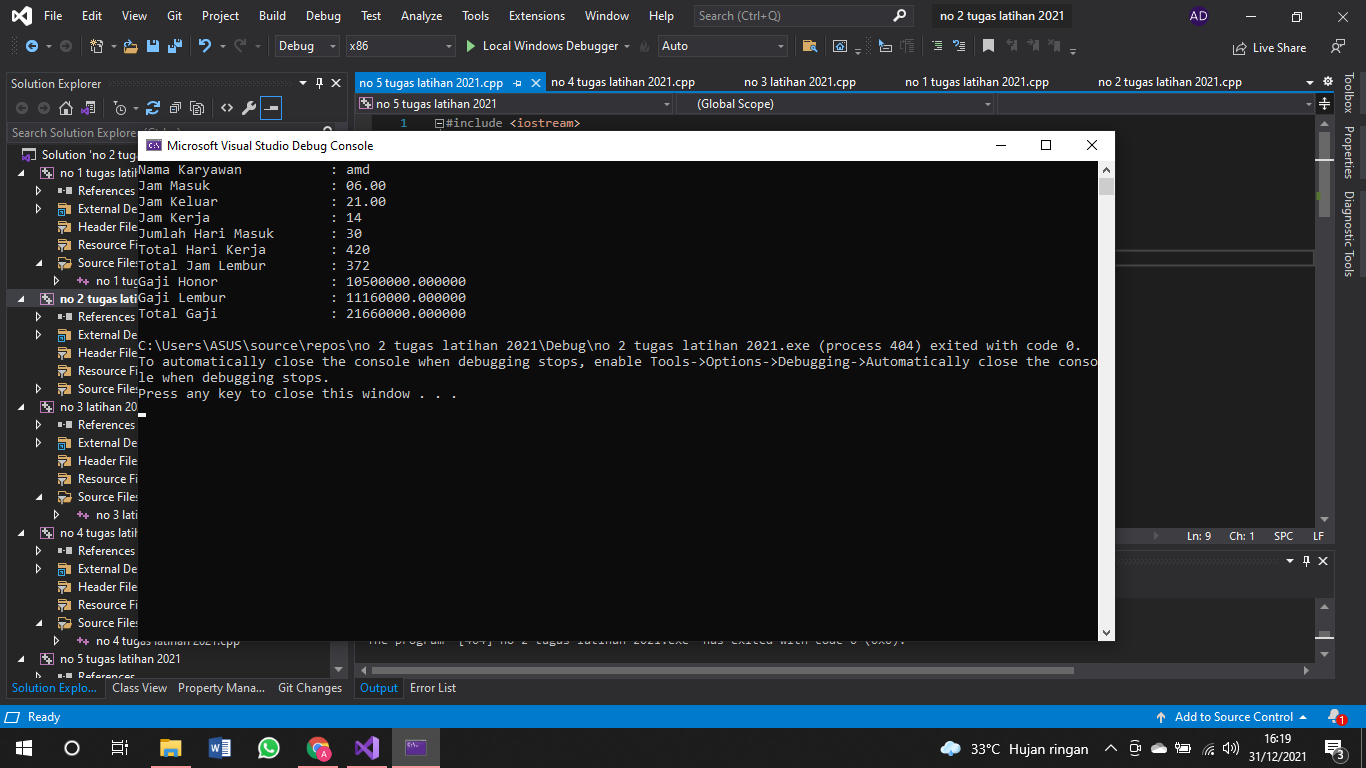 File Edit View Git Project Build Debug Test Analyze Tools Extensions Window Help Search (Ctrl+Q) no 2 tugas latihan 2021 AD
Debug x86 Local Windows Debugger Auto Live Share
Solution Explorer
no 5 tugas latihan 2021.cpp no 4 tugas latihan 2021.cpp no 3 latihan 2021.cpp no 1 tugas latihan 2021.cpp no 2 tugas latihan 2021.cpp
no 5 tugas latihan 2021 (Global Scope)
1 #include <iostream>
Search Solution Explore
Toolbox
Properties
Diagnostic Tools
Solution 'no 2 tug
no 1 tugas latih
References
External De
Header File
Resource Fi
Source Files
no 1 tug
no 2 tugas lati
References
External De
Header File
Resource Fi
Source Files
no 3 latihan 20
References
External De
Header File
Resource Fi
Source Files
no 3 lati
no 4 tugas latih
References
External De
Header File
Resource Fi
Source Files
no 4 tugas latihan 2021.cpp
no 5 tugas latihan 2021
References
Microsoft Visual Studio Debug Console
Nama Karyawan : amd
Jam Masuk : 06.00
Jam Keluar : 21.00
Jam Kerja : 14
Jumlah Hari Masuk : 30
Total Hari Kerja : 420
Total Jam Lembur : 372
Gaji Honor : 10500000.000000
Gaji Lembur : 11160000.000000
Total Gaji : 21660000.000000
C:\Users\ASUS\source\repos\no 2 tugas latihan 2021\Debug\no 2 tugas latihan 2021.exe (process 404) exited with code 0.
To automatically close the console when debugging stops, enable Tools->Options->Debugging->Automatically close the conso
le when debugging stops.
Press any key to close this window . . .
Ln: 9 Ch: 1 SPC LF
The program '[404] no 2 tugas latihan 2021.exe' has exited with code 0 (0x0).
Solution Explo... Class View Property Mana... Git Changes Output Error List
Ready Add to Source Control 1
33°C Hujan ringan 16:19
31/12/2021 3